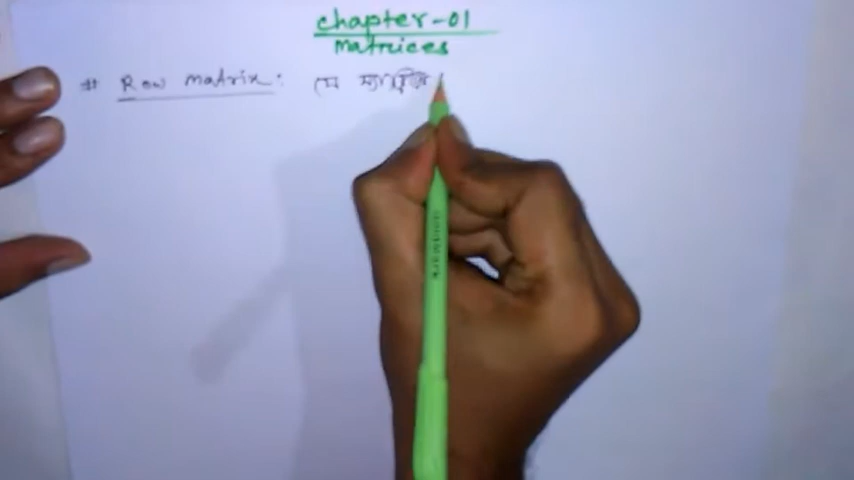 chapter-01
Matrices
# Row matrix: যে ম্যাট্রিক্স